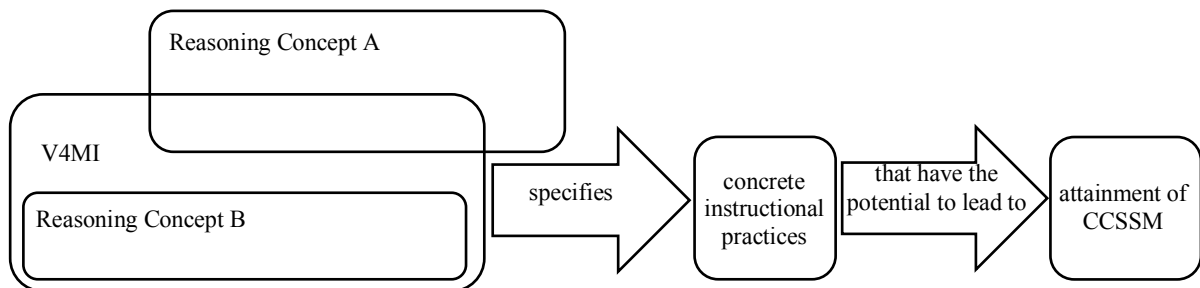 Reasoning Concept A
V4MI
Reasoning Concept B
specifies
concrete
instructional
practices
that have the
potential to lead to
attainment of
CCSSM